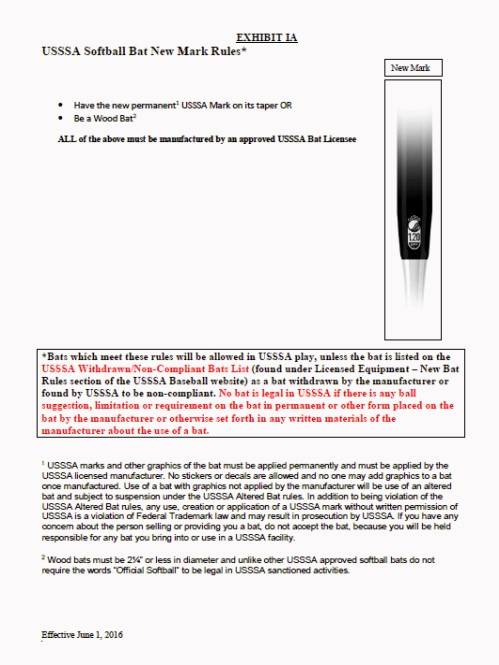 EXHIBIT IA
USSSA Softball Bat New Mark Rules*
New Mark
• Have the new permanent¹ USSSA Mark on its taper OR
• Be a Wood Bat²
ALL of the above must be manufactured by an approved USSSA Bat Licensee
1.20
*Bats which meet these rules will be allowed in USSSA play, unless the bat is listed on the
USSSA Withdrawn/Non-Compliant Bats List (found under Licensed Equipment – New Bat
Rules section of the USSSA Baseball website) as a bat withdrawn by the manufacturer or
found by USSSA to be non-compliant. No bat is legal in USSSA if there is any ball
suggestion, limitation or requirement on the bat in permanent or other form placed on the
bat by the manufacturer or otherwise set forth in any written materials of the
manufacturer about the use of a bat.
¹ USSSA marks and other graphics of the bat must be applied permanently and must be applied by the
USSSA licensed manufacturer. No stickers or decals are allowed and no one may add graphics to a bat
once manufactured. Use of a bat with graphics not applied by the manufacturer will be use of an altered
bat and subject to suspension under the USSSA Altered Bat rules. In addition to being violation of the
USSSA Altered Bat rules, any use, creation or application of a USSSA mark without written permission of
USSSA is a violation of Federal Trademark law and may result in prosecution by USSSA. If you have any
concern about the person selling or providing you a bat, do not accept the bat, because you will be held
responsible for any bat you bring into or use in a USSSA facility.
² Wood bats must be 2¼" or less in diameter and unlike other USSSA approved softball bats do not
require the words "Official Softball" to be legal in USSSA sanctioned activities.
Effective June 1, 2016